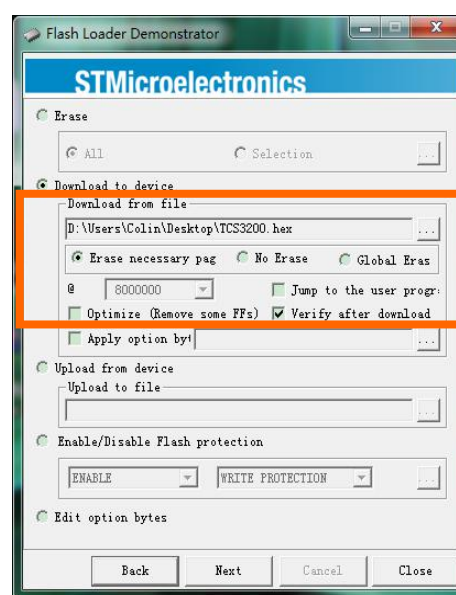 Flash Loader Demonstrator
STMicroelectronics
Erase
All Selection ...
Download to device
Download from file
D:\Users\Colin\Desktop\TCS3200.hex ...
Erase necessary pag No Erase Global Eras
@ 8000000 Jump to the user progr
Optimize (Remove some FFs) Verify after download
Apply option byt ...
Upload from device
Upload to file
...
Enable/Disable Flash protection
ENABLE WRITE PROTECTION ...
Edit option bytes
Back Next Cancel Close